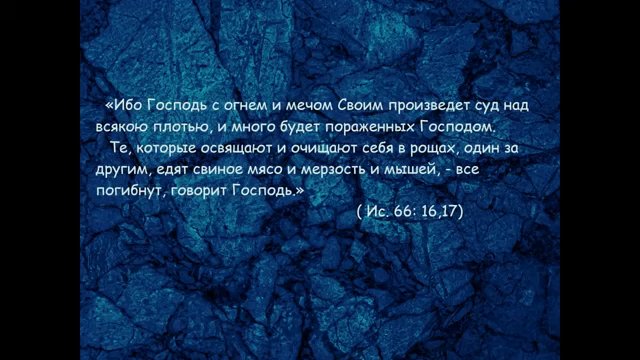 «Ибо Господь с огнем и мечом Своим произведет суд над
всякою плотью, и много будет пораженных Господом.
Те, которые освящают и очищают себя в рощах, один за
другим, едят свиное мясо и мерзость и мышей, - все
погибнут, говорит Господь.»
( Ис. 66: 16,17)